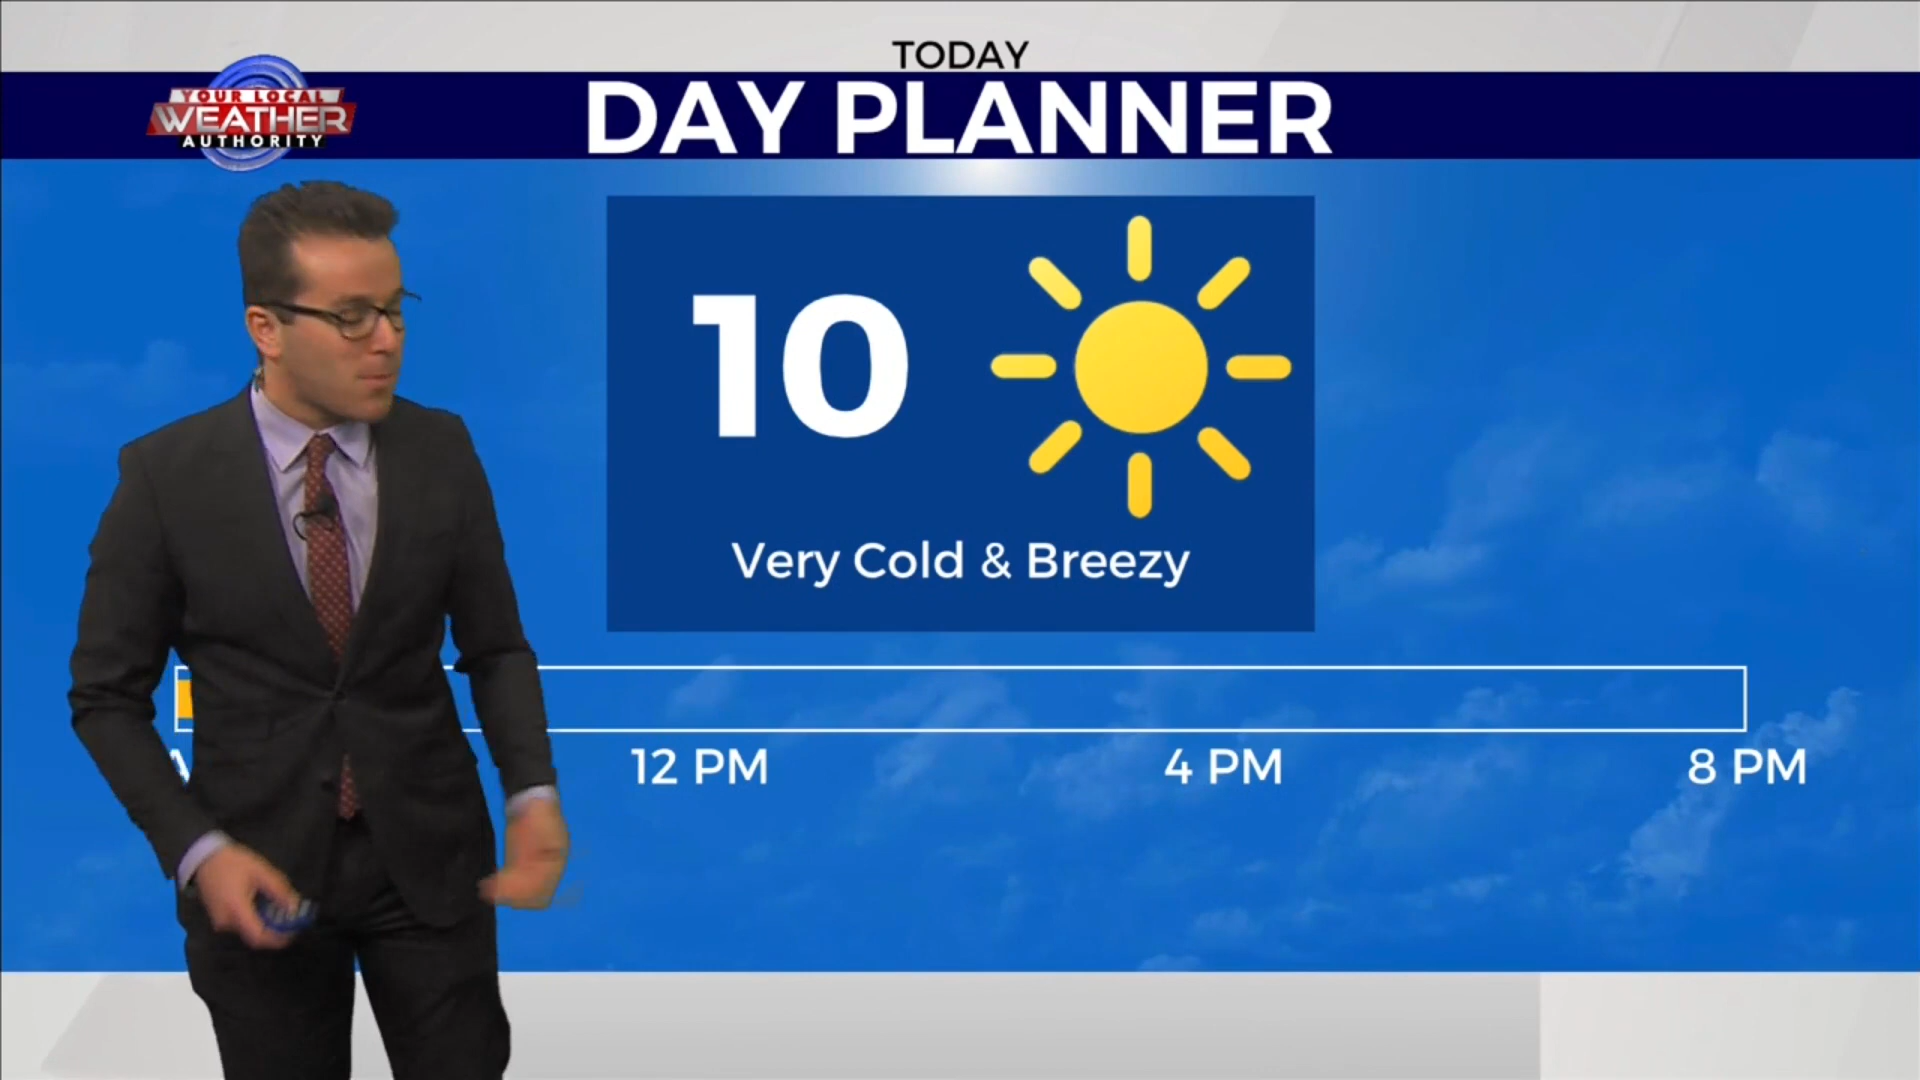 TODAY
DAY PLANNER
YOUR LOCAL
WEATHER
AUTHORITY
10
Very Cold & Breezy
12 PM
4 PM
8 PM